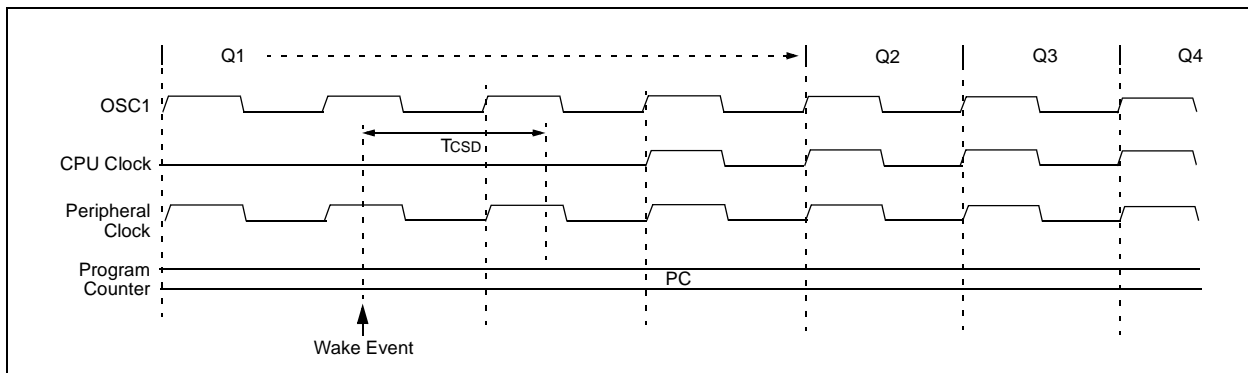 Q1 Q2 Q3 Q4
OSC1
TCSD
CPU Clock
Peripheral
Clock
Program
Counter
PC
Wake Event